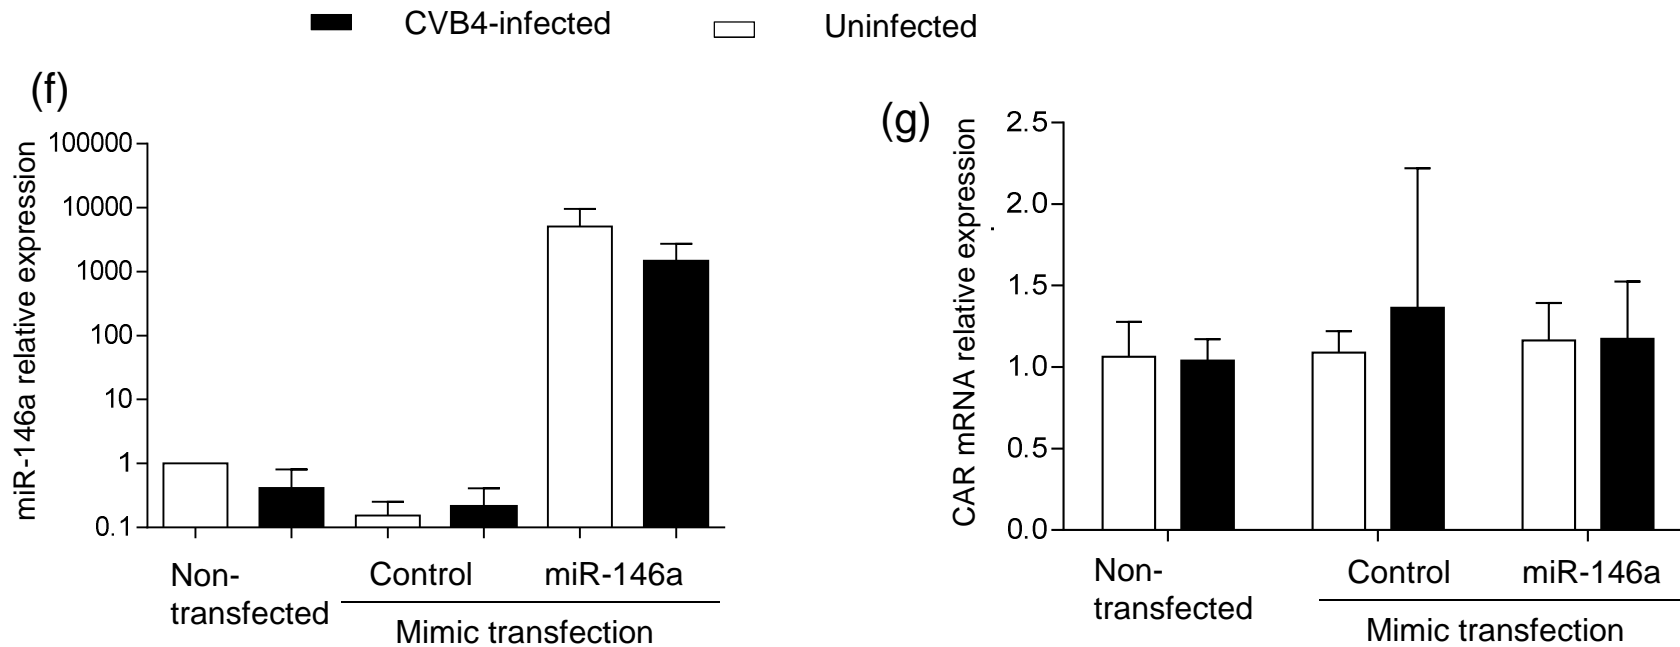 CVB4-infected Uninfected
(f)
miR-146a relative expression
100000
10000
1000
100
10
1
0.1
Non-
transfected
Control
miR-146a
Mimic transfection
(g)
CAR mRNA relative expression
2.5
2.0
1.5
1.0
0.5
0.0
Non-
transfected
Control
miR-146a
Mimic transfection